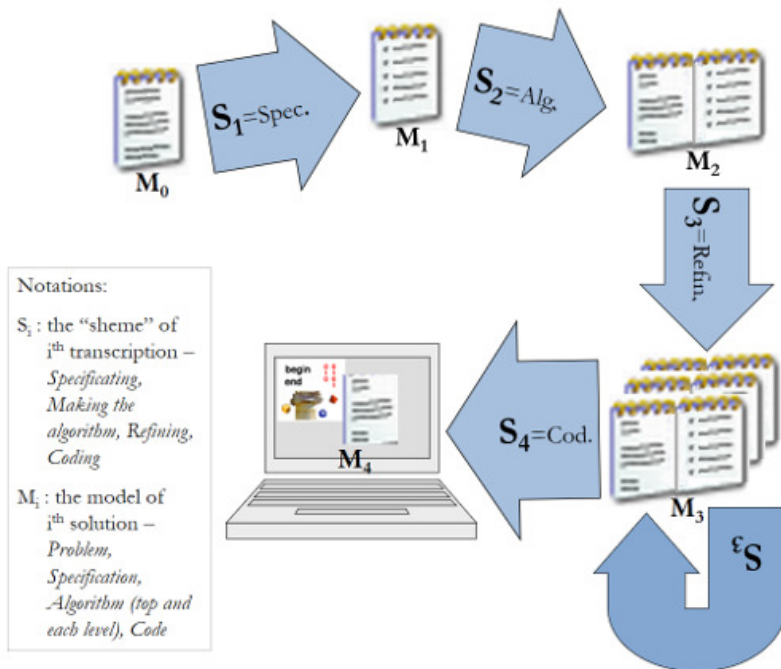 S1=Spec.
S2=Alg.
M0
M1
M2
S3=Refin.
Notations:
Si : the “sheme” of
ith transcription –
Specificating,
Making the
algorithm, Refining,
Coding
Mi : the model of
ith solution –
Problem,
Specification,
Algorithm (top and
each level), Code
begin
end
M4
S4=Cod.
M3
S3